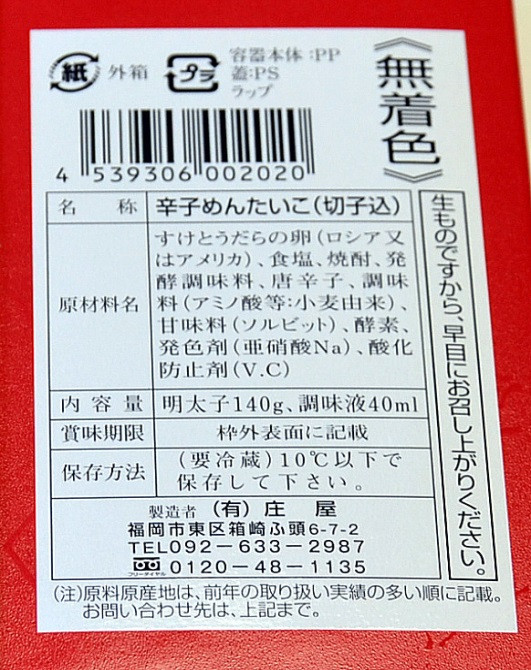 紙 外箱
プラ 容器本体:PP
蓋:PS
ラップ
《無着色》
4 539306 002020
名称 辛子めんたいこ(切子込)
原材料名 すけとうだらの卵(ロシア又
はアメリカ)、食塩、焼酎、発
酵調味料、唐辛子、調味
料(アミノ酸等:小麦由来)、
甘味料(ソルビット)、酵素、
発色剤(亜硝酸Na)、酸化
防止剤(V.C)
内容量 明太子140g、調味液40ml
賞味期限 枠外表面に記載
保存方法 (要冷蔵)10℃以下で
保存して下さい。
製造者 (有)庄屋
福岡市東区箱崎ふ頭6-7-2
TEL092-633-2987
フリーダイヤル 0120-48-1135
生ものですから、早目にお召し上がりください。
(注)原料原産地は、前年の取り扱い実績の多い順に記載。
お問い合わせ先は、上記まで。